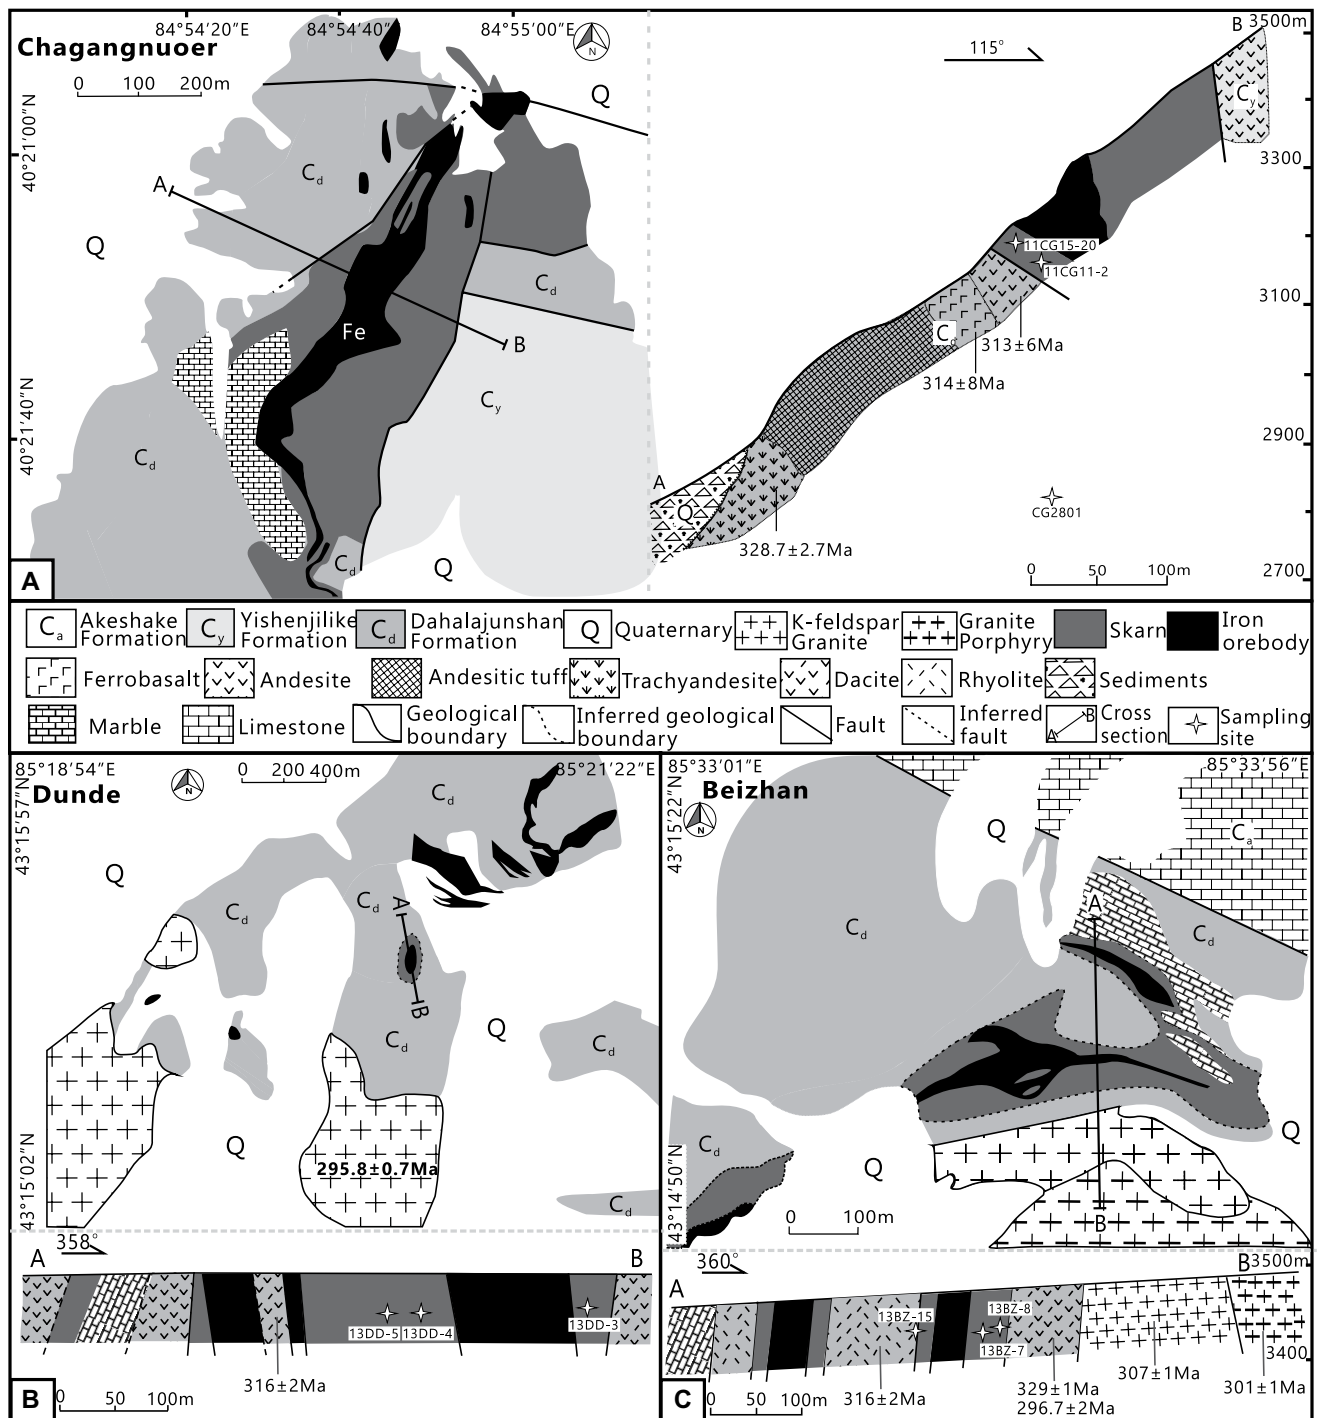 84°54′20″E
84°54′40″E
84°55′00″E
Chagangnuoer
N
0 100 200m
40°21′00″N
40°21′40″N
Q
Cd
A
Q
Cd
Fe
B
Cy
Cd
Cd
Q
A
115°
B
3500m
Cy
3300
11CG15-20
11CG11-2
3100
C
313±6Ma
314±8Ma
2900
A
Q
CG2801
328.7±2.7Ma
0 50 100m
2700
Ca Akeshake Formation
Cy Yishenjilike Formation
Cd Dahalajunshan Formation
Q Quaternary
K-feldspar Granite
Granite Porphyry
Skarn
Iron orebody
Ferrobasalt
Andesite
Andesitic tuff
Trachyandesite
Dacite
Rhyolite
Sediments
Marble
Limestone
Geological boundary
Inferred geological boundary
Fault
Inferred fault
A B Cross section
Sampling site
85°18′54″E
85°21′22″E
Dunde
N
0 200 400m
43°15′57″N
43°15′02″N
Cd
Q
Cd
Cd
A
B
Q
Cd
Cd
Q
295.8±0.7Ma
Cd
358°
A
B
13DD-5
13DD-4
13DD-3
316±2Ma
B
0 50 100m
85°33′01″E
85°33′56″E
Beizhan
N
43°15′22″N
43°14′50″N
Q
Ca
Cd
A
Cd
Cd
Q
Q
B
0 100m
360°
A
B
3500m
13BZ-15
13BZ-8
13BZ-7
3400
316±2Ma
329±1Ma
296.7±2Ma
307±1Ma
301±1Ma
C
0 50 100m